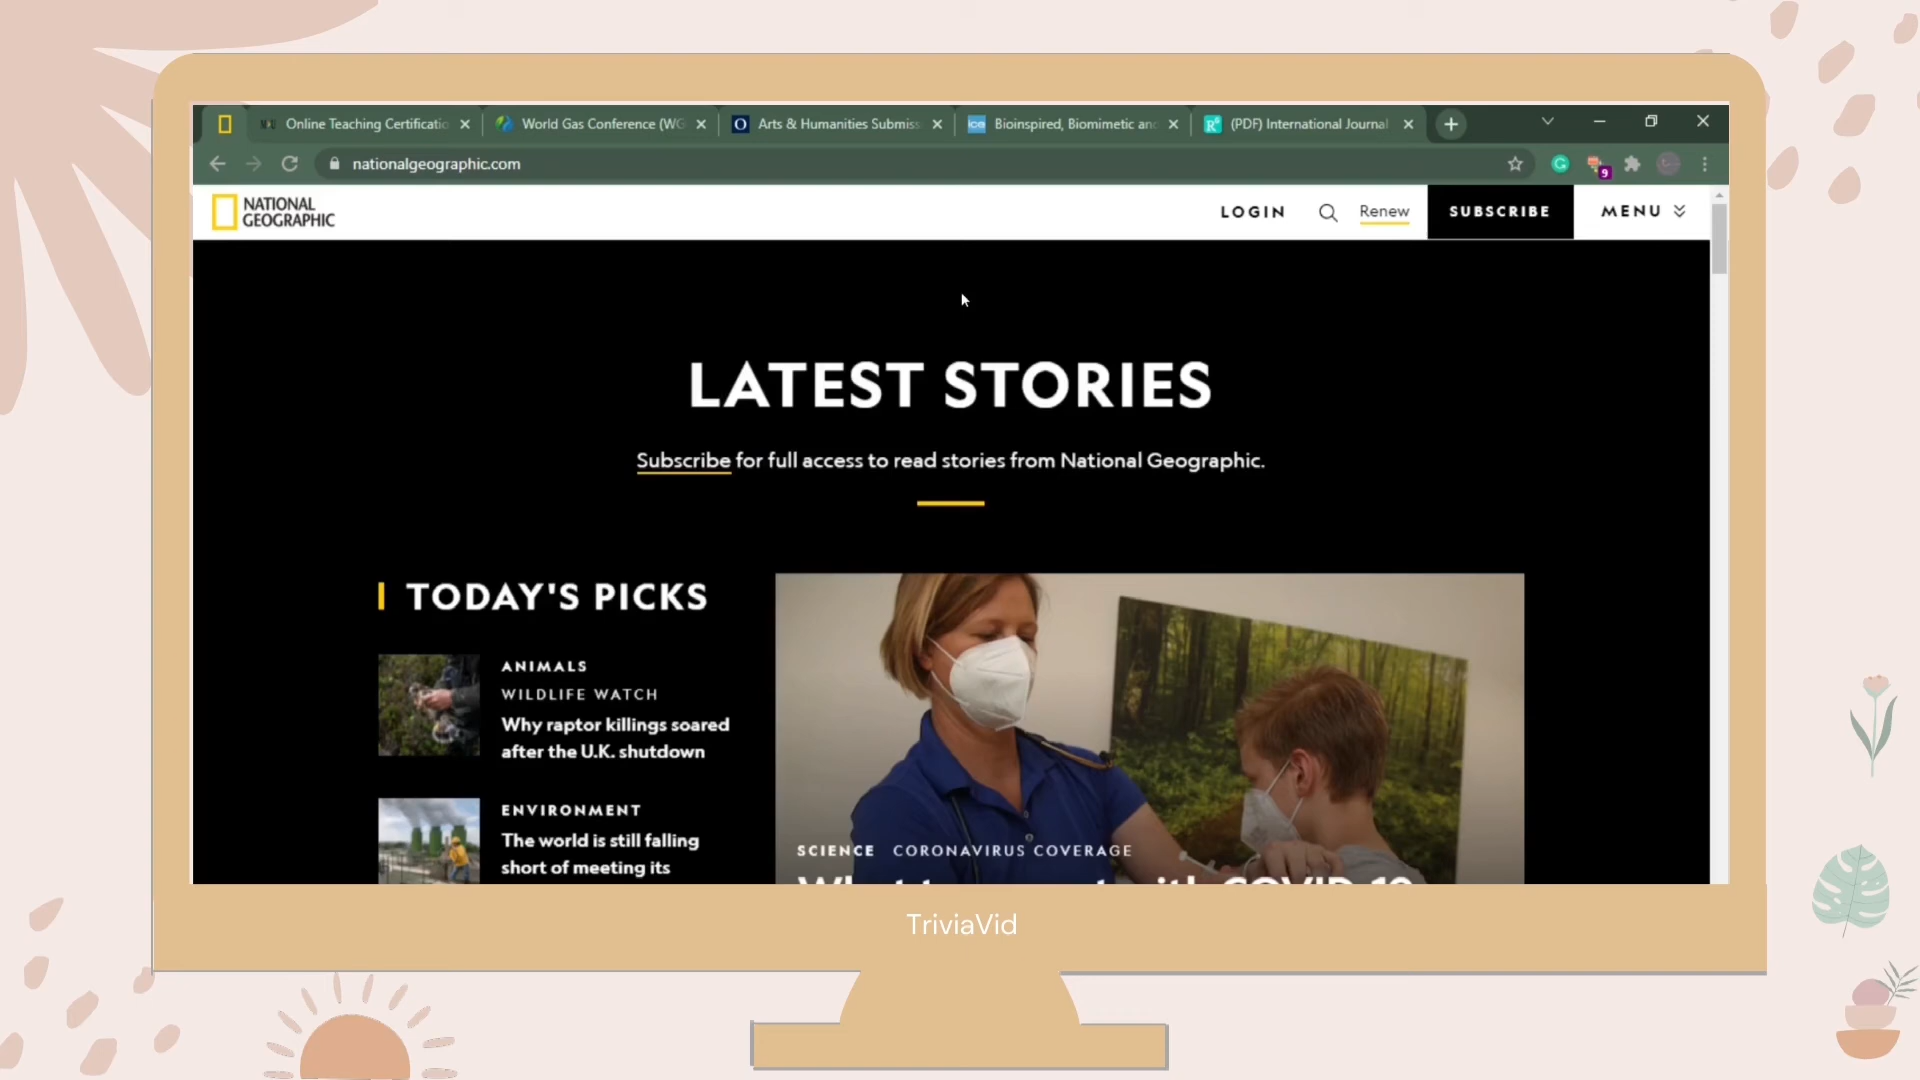 Online Teaching Certificatio
World Gas Conference (WG
Arts & Humanities Submiss
Bioinspired, Biomimetic and
(PDF) International Journal
nationalgeographic.com
9
NATIONAL
GEOGRAPHIC
LOGIN
Renew
SUBSCRIBE
MENU
LATEST STORIES
Subscribe for full access to read stories from National Geographic.
TODAY'S PICKS
ANIMALS
WILDLIFE WATCH
Why raptor killings soared
after the U.K. shutdown
ENVIRONMENT
The world is still falling
short of meeting its
SCIENCE CORONAVIRUS COVERAGE
TriviaVid